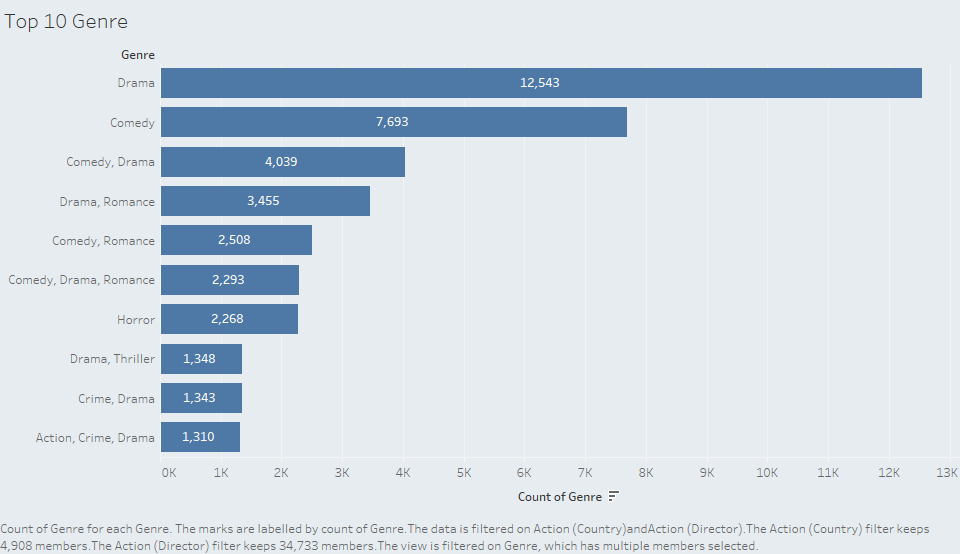 Top 10 Genre
Genre
Drama 12,543
Comedy 7,693
Comedy, Drama 4,039
Drama, Romance 3,455
Comedy, Romance 2,508
Comedy, Drama, Romance 2,293
Horror 2,268
Drama, Thriller 1,348
Crime, Drama 1,343
Action, Crime, Drama 1,310
0K 1K 2K 3K 4K 5K 6K 7K 8K 9K 10K 11K 12K 13K
Count of Genre
Count of Genre for each Genre. The marks are labelled by count of Genre.The data is filtered on Action (Country)andAction (Director).The Action (Country) filter keeps
4,908 members.The Action (Director) filter keeps 34,733 members.The view is filtered on Genre, which has multiple members selected.